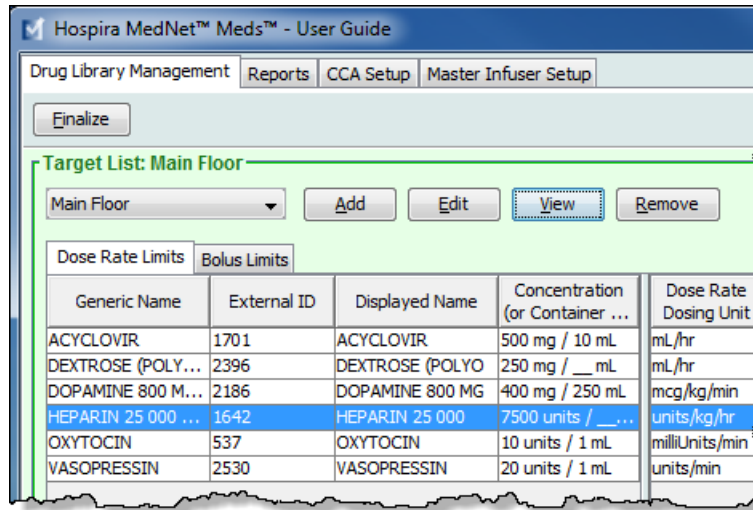 Hospira MedNet™ Meds™ - User Guide
Drug Library Management Reports CCA Setup Master Infuser Setup
Finalize
Target List: Main Floor
Main Floor Add Edit View Remove
Dose Rate Limits Bolus Limits
Generic Name External ID Displayed Name Concentration (or Container ... Dose Rate Dosing Unit
ACYCLOVIR 1701 ACYCLOVIR 500 mg / 10 mL mL/hr
DEXTROSE (POLY... 2396 DEXTROSE (POLYO 250 mg / __ mL mL/hr
DOPAMINE 800 M... 2186 DOPAMINE 800 MG 400 mg / 250 mL mcg/kg/min
HEPARIN 25 000 ... 1642 HEPARIN 25 000 7500 units / __... units/kg/hr
OXYTOCIN 537 OXYTOCIN 10 units / 1 mL milliUnits/min
VASOPRESSIN 2530 VASOPRESSIN 20 units / 1 mL units/min